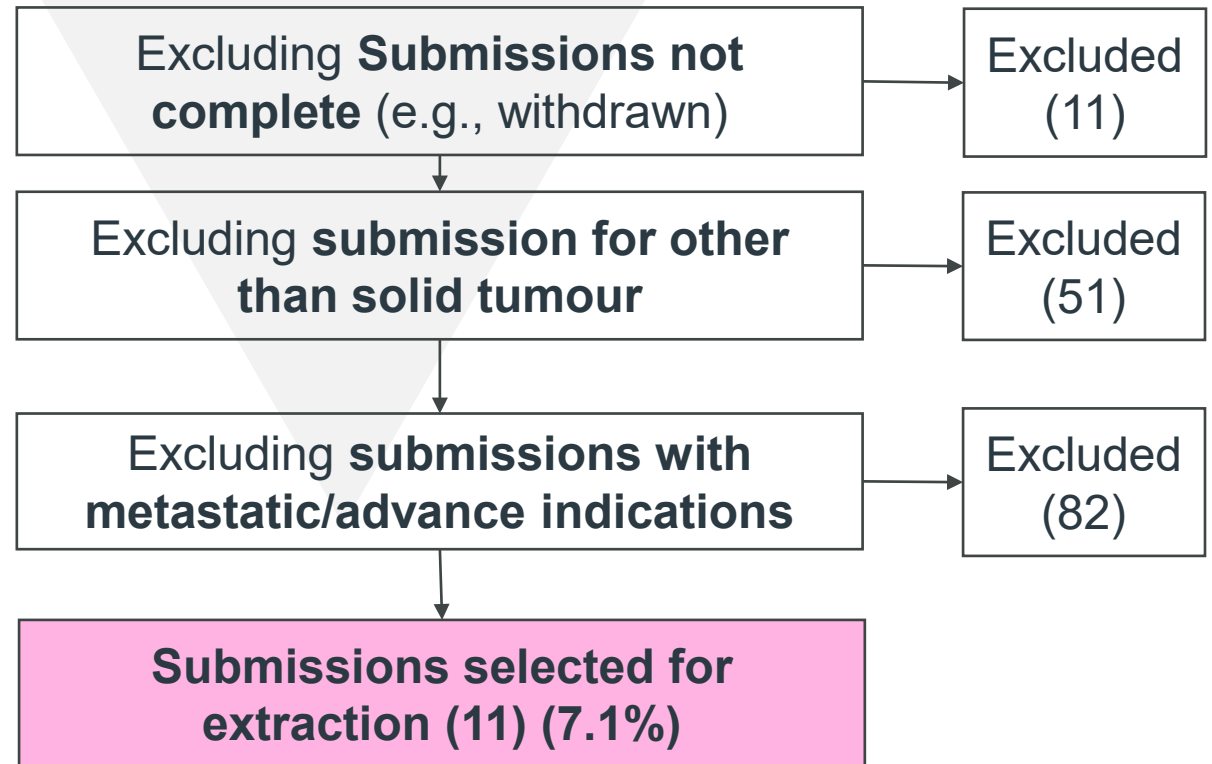 Excluding Submissions not
complete (e.g., withdrawn)
Excluded
(11)
Excluding submission for other
than solid tumour
Excluded
(51)
Excluding submissions with
metastatic/advance indications
Excluded
(82)
Submissions selected for
extraction (11) (7.1%)